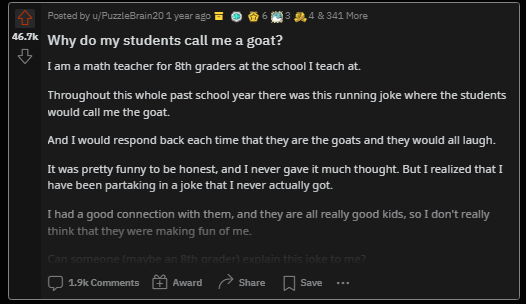 Posted by u/PuzzleBrain20 1 year ago 6 3 4 & 341 More
46.7k
Why do my students call me a goat?
I am a math teacher for 8th graders at the school I teach at.
Throughout this whole past school year there was this running joke where the students
would call me the goat.
And I would respond back each time that they are the goats and they would all laugh.
It was pretty funny to be honest, and I never gave it much thought. But I realized that I
have been partaking in a joke that I never actually got.
I had a good connection with them, and they are all really good kids, so I don't really
think that they were making fun of me.
Can someone (maybe an 8th grader) explain this joke to me?
1.9k Comments Award Share Save